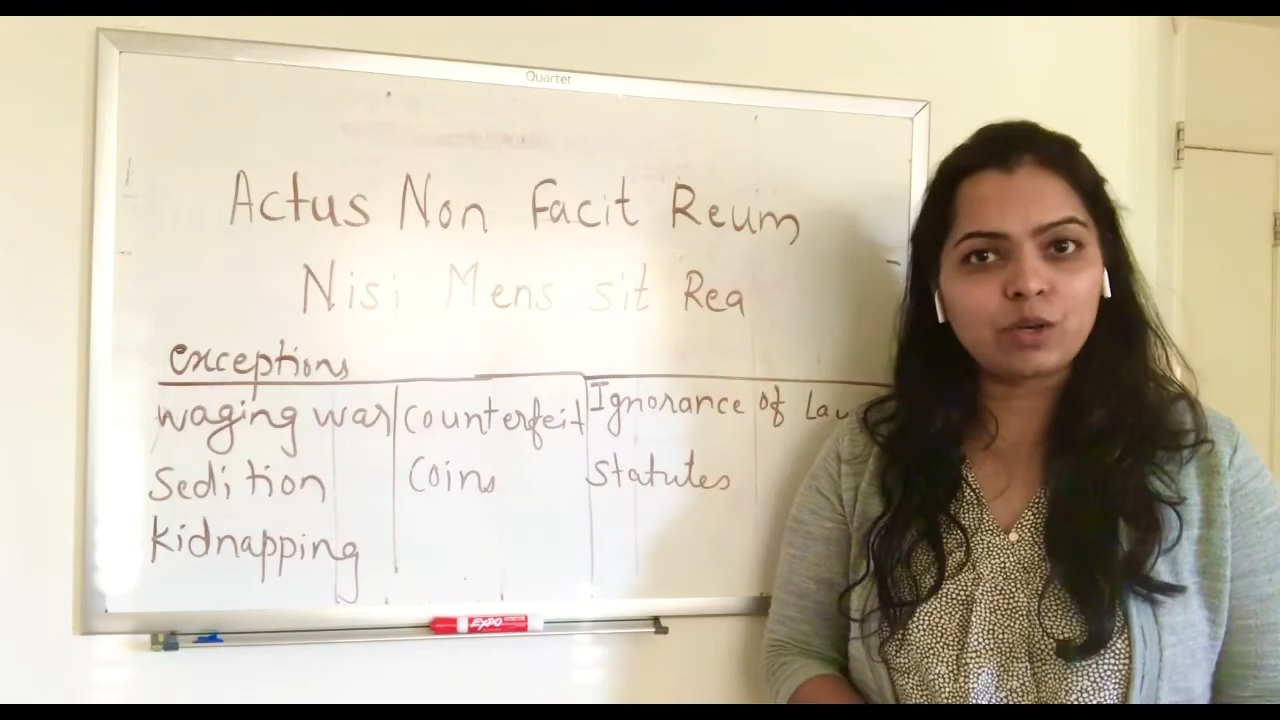 Quartet
Actus Non Facit Reum
Nisi Mens sit Rea
exceptions
waging war
Sedition
kidnapping
Counterfeit
Coins
Ignorance of
Statutes
EXPO